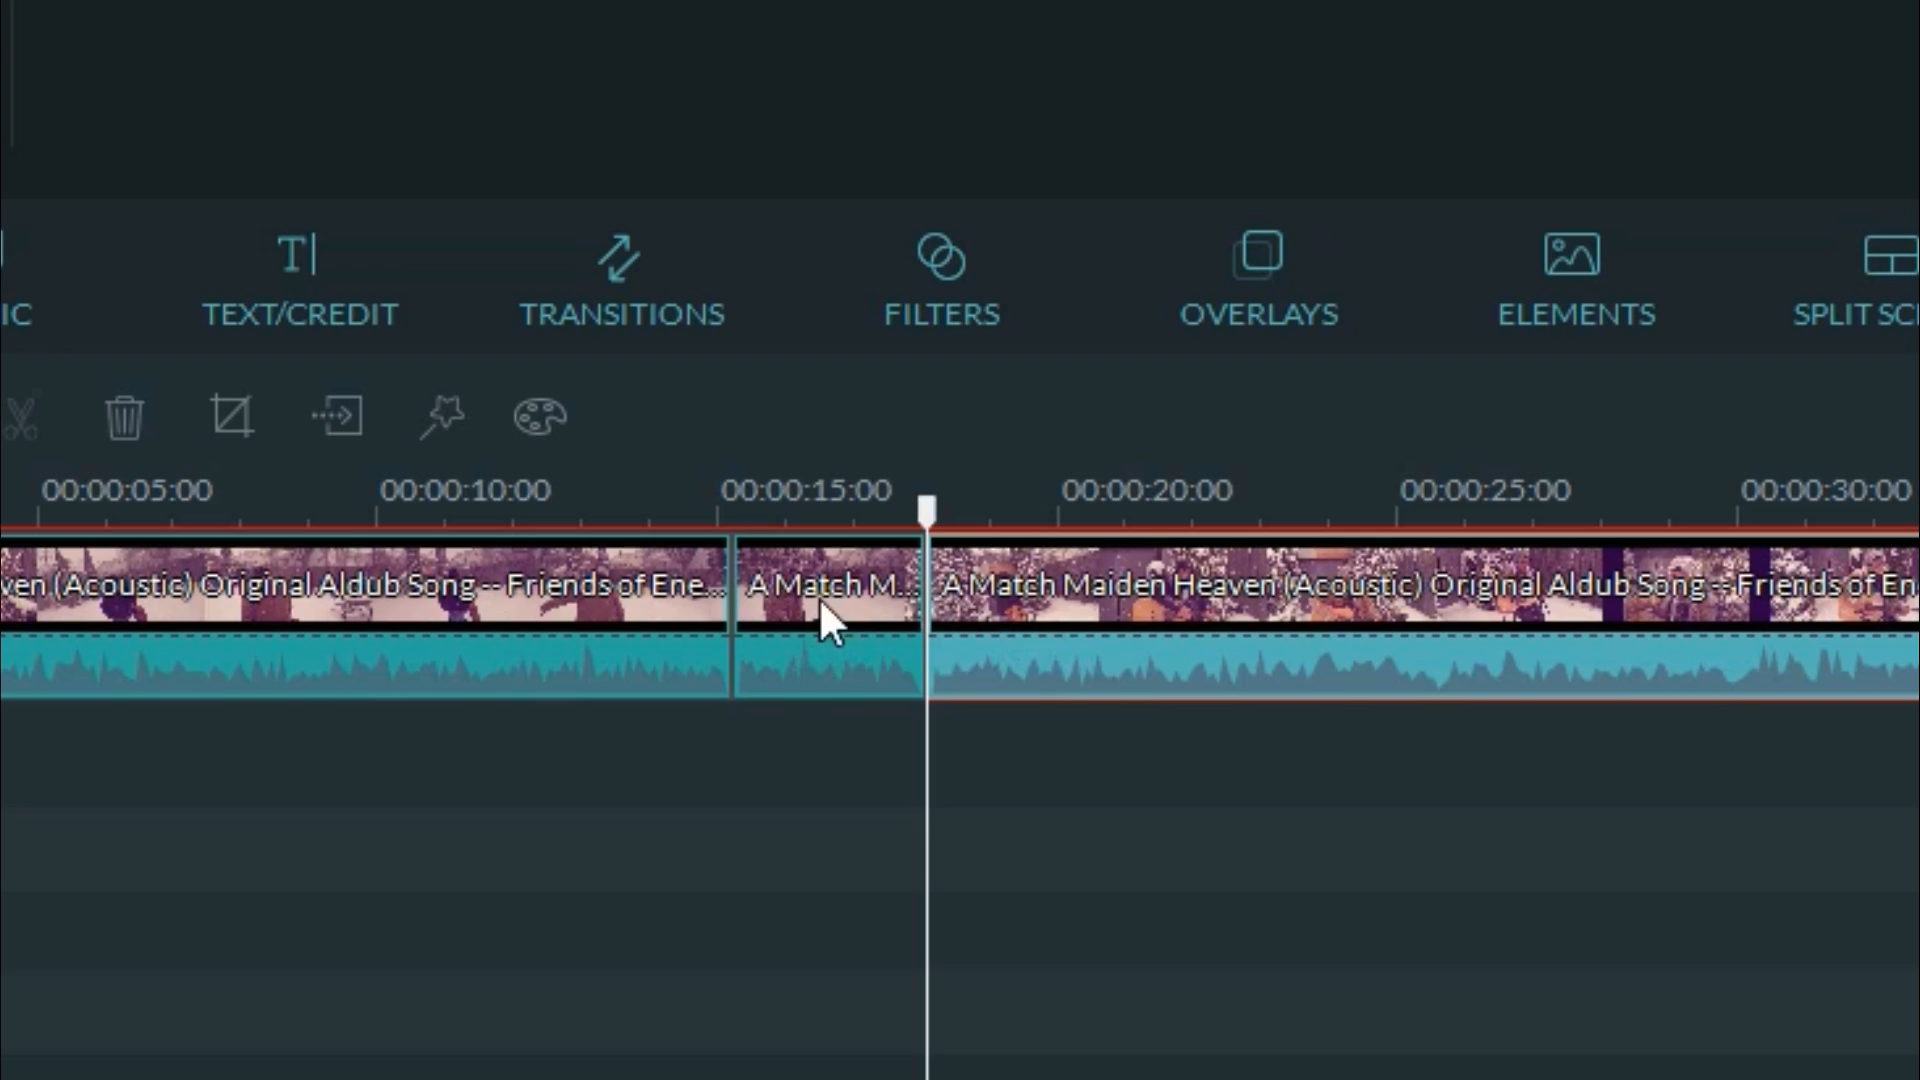 IC
TEXT/CREDIT
TRANSITIONS
FILTERS
OVERLAYS
ELEMENTS
SPLIT SC
00:00:05:00
00:00:10:00
00:00:15:00
00:00:20:00
00:00:25:00
00:00:30:00
ven (Acoustic) Original Aldub Song -- Friends of Ene...
A Match M...
A Match Maiden Heaven (Acoustic) Original Aldub Song -- Friends of En